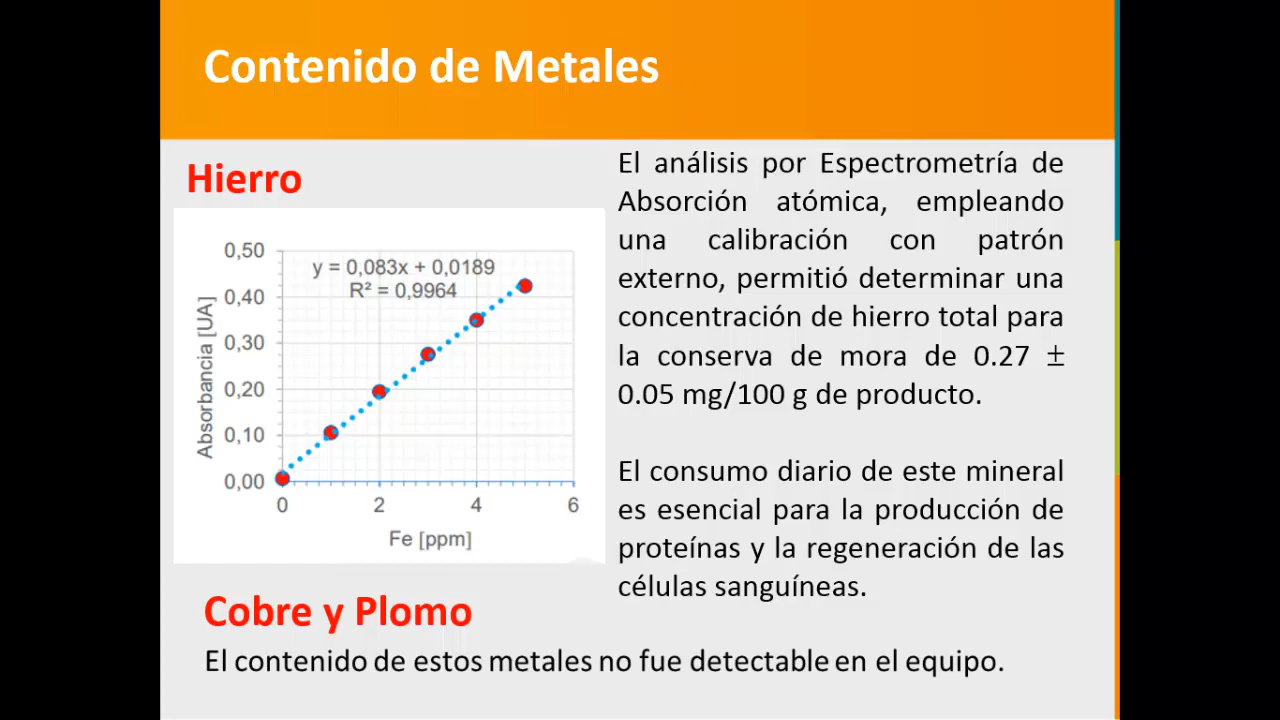 Contenido de Metales
Hierro
0,50
0,40
0,30
0,20
0,10
0,00
Absorbancia [UA]
y = 0,083x + 0,0189
R² = 0,9964
0
2
4
6
Fe [ppm]
El análisis por Espectrometría de
Absorción atómica, empleando
una calibración con patrón
externo, permitió determinar una
concentración de hierro total para
la conserva de mora de 0.27 ±
0.05 mg/100 g de producto.
El consumo diario de este mineral
es esencial para la producción de
proteínas y la regeneración de las
células sanguíneas.
Cobre y Plomo
El contenido de estos metales no fue detectable en el equipo.